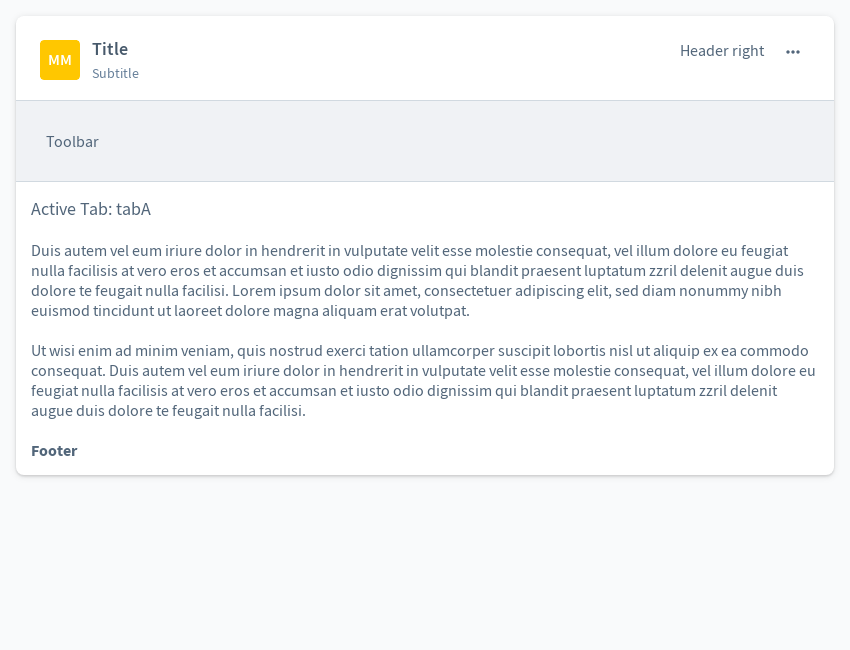 MM
Title
Subtitle
Header right
Toolbar
Active Tab: tabA
Duis autem vel eum iriure dolor in hendrerit in vulputate velit esse molestie consequat, vel illum dolore eu feugiat
nulla facilisis at vero eros et accumsan et iusto odio dignissim qui blandit praesent luptatum zzril delenit augue duis
dolore te feugait nulla facilisi. Lorem ipsum dolor sit amet, consectetuer adipiscing elit, sed diam nonummy nibh
euismod tincidunt ut laoreet dolore magna aliquam erat volutpat.
Ut wisi enim ad minim veniam, quis nostrud exerci tation ullamcorper suscipit lobortis nisl ut aliquip ex ea commodo
consequat. Duis autem vel eum iriure dolor in hendrerit in vulputate velit esse molestie consequat, vel illum dolore eu
feugiat nulla facilisis at vero eros et accumsan et iusto odio dignissim qui blandit praesent luptatum zzril delenit
augue duis dolore te feugait nulla facilisi.
Footer